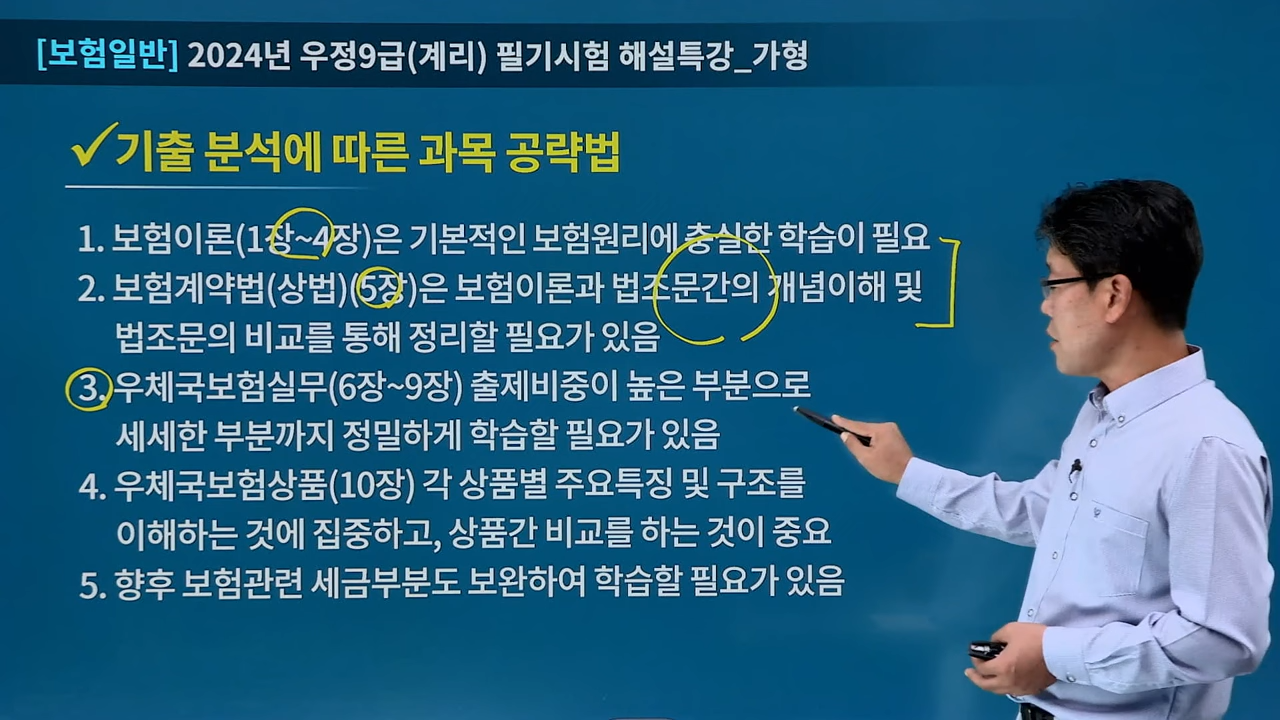 [보험일반] 2024년 우정9급(계리) 필기시험 해설특강_가형
✓기출 분석에 따른 과목 공략법
1. 보험이론(1장~4장)은 기본적인 보험원리에 충실한 학습이 필요
2. 보험계약법(상법)(5장)은 보험이론과 법조문간의 개념이해 및
법조문의 비교를 통해 정리할 필요가 있음
3. 우체국보험실무(6장~9장) 출제비중이 높은 부분으로
세세한 부분까지 정밀하게 학습할 필요가 있음
4. 우체국보험상품(10장) 각 상품별 주요특징 및 구조를
이해하는 것에 집중하고, 상품간 비교를 하는 것이 중요
5. 향후 보험관련 세금부분도 보완하여 학습할 필요가 있음